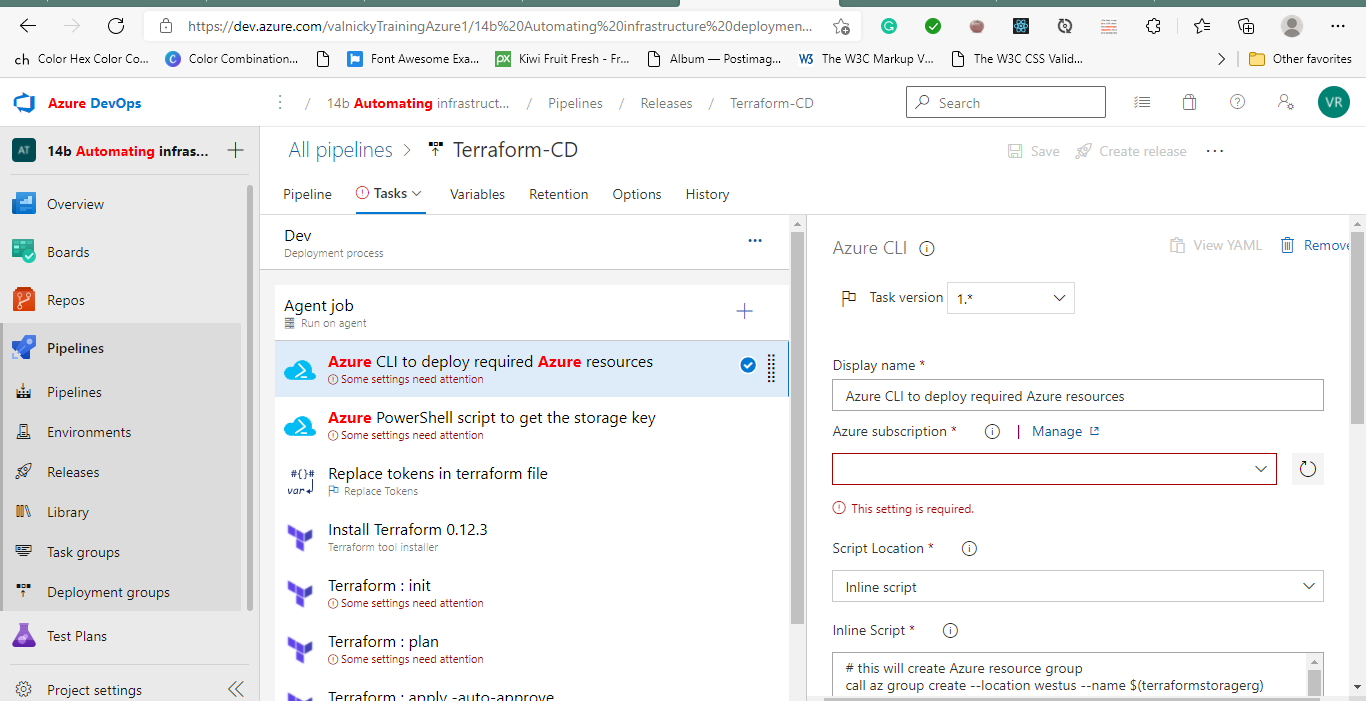 https://dev.azure.com/valnickyTrainingAzure1/14b%20Automating%20infrastructure%20deploymen...
ch Color Hex Color Co...
C Color Combination...
Font Awesome Exa...
px Kiwi Fruit Fresh - Fr...
Album — Postimag...
W3 The W3C Markup V...
The W3C CSS Valid...
Other favorites
Azure DevOps
/ 14b Automating infrastruct... / Pipelines / Releases / Terraform-CD
Search
VR
AT 14b Automating infras...
Overview
Boards
Repos
Pipelines
Pipelines
Environments
Releases
Library
Task groups
Deployment groups
Test Plans
Project settings
All pipelines > Terraform-CD
Save
Create release
Pipeline
Tasks
Variables
Retention
Options
History
Dev
Deployment process
Agent job
Run on agent
Azure CLI to deploy required Azure resources
Some settings need attention
Azure PowerShell script to get the storage key
Some settings need attention
#{}#
var
Replace tokens in terraform file
Replace Tokens
Install Terraform 0.12.3
Terraform tool installer
Terraform : init
Some settings need attention
Terraform : plan
Some settings need attention
Terraform : apply -auto-approve
Azure CLI
View YAML
Remove
Task version 1.*
Display name *
Azure CLI to deploy required Azure resources
Azure subscription * | Manage
This setting is required.
Script Location *
Inline script
Inline Script *
# this will create Azure resource group
call az group create --location westus --name $(terraformstoragerg)